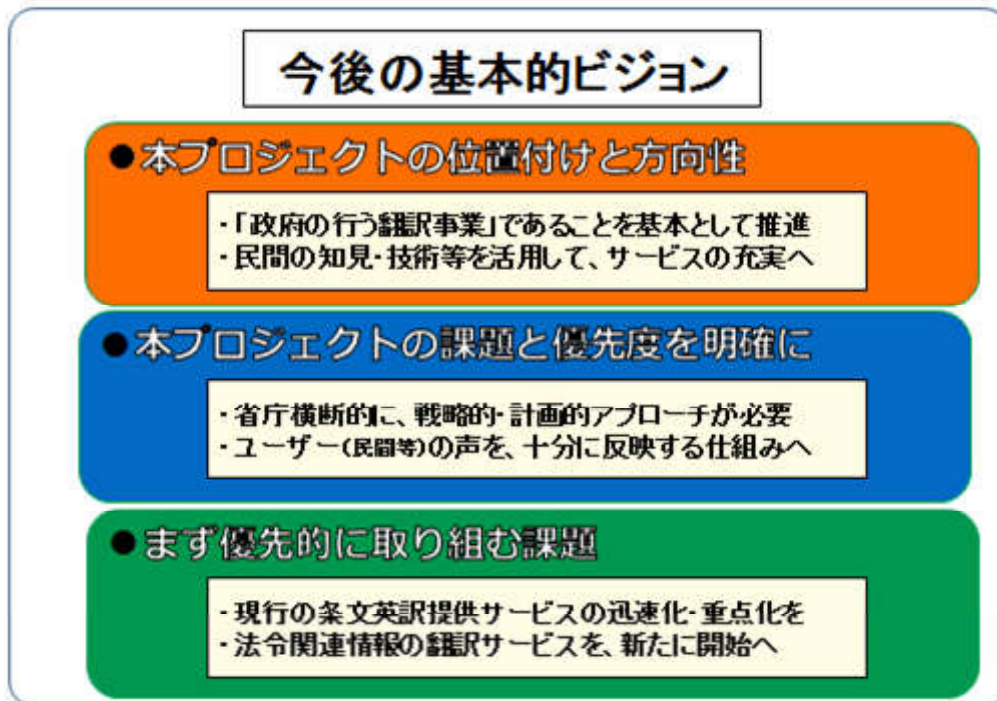 今後の基本的ビジョン
●本プロジェクトの位置付けと方向性
・「政府の行う翻訳事業」であることを基本として推進
・民間の知見・技術等を活用して、サービスの充実へ
●本プロジェクトの課題と優先度を明確に
・省庁横断的に、戦略的・計画的アプローチが必要
・ユーザー(民間等)の声を、十分に反映する仕組みへ
●まず優先的に取り組む課題
・現行の条文英訳提供サービスの迅速化・重点化を
・法令関連情報の翻訳サービスを、新たに開始へ